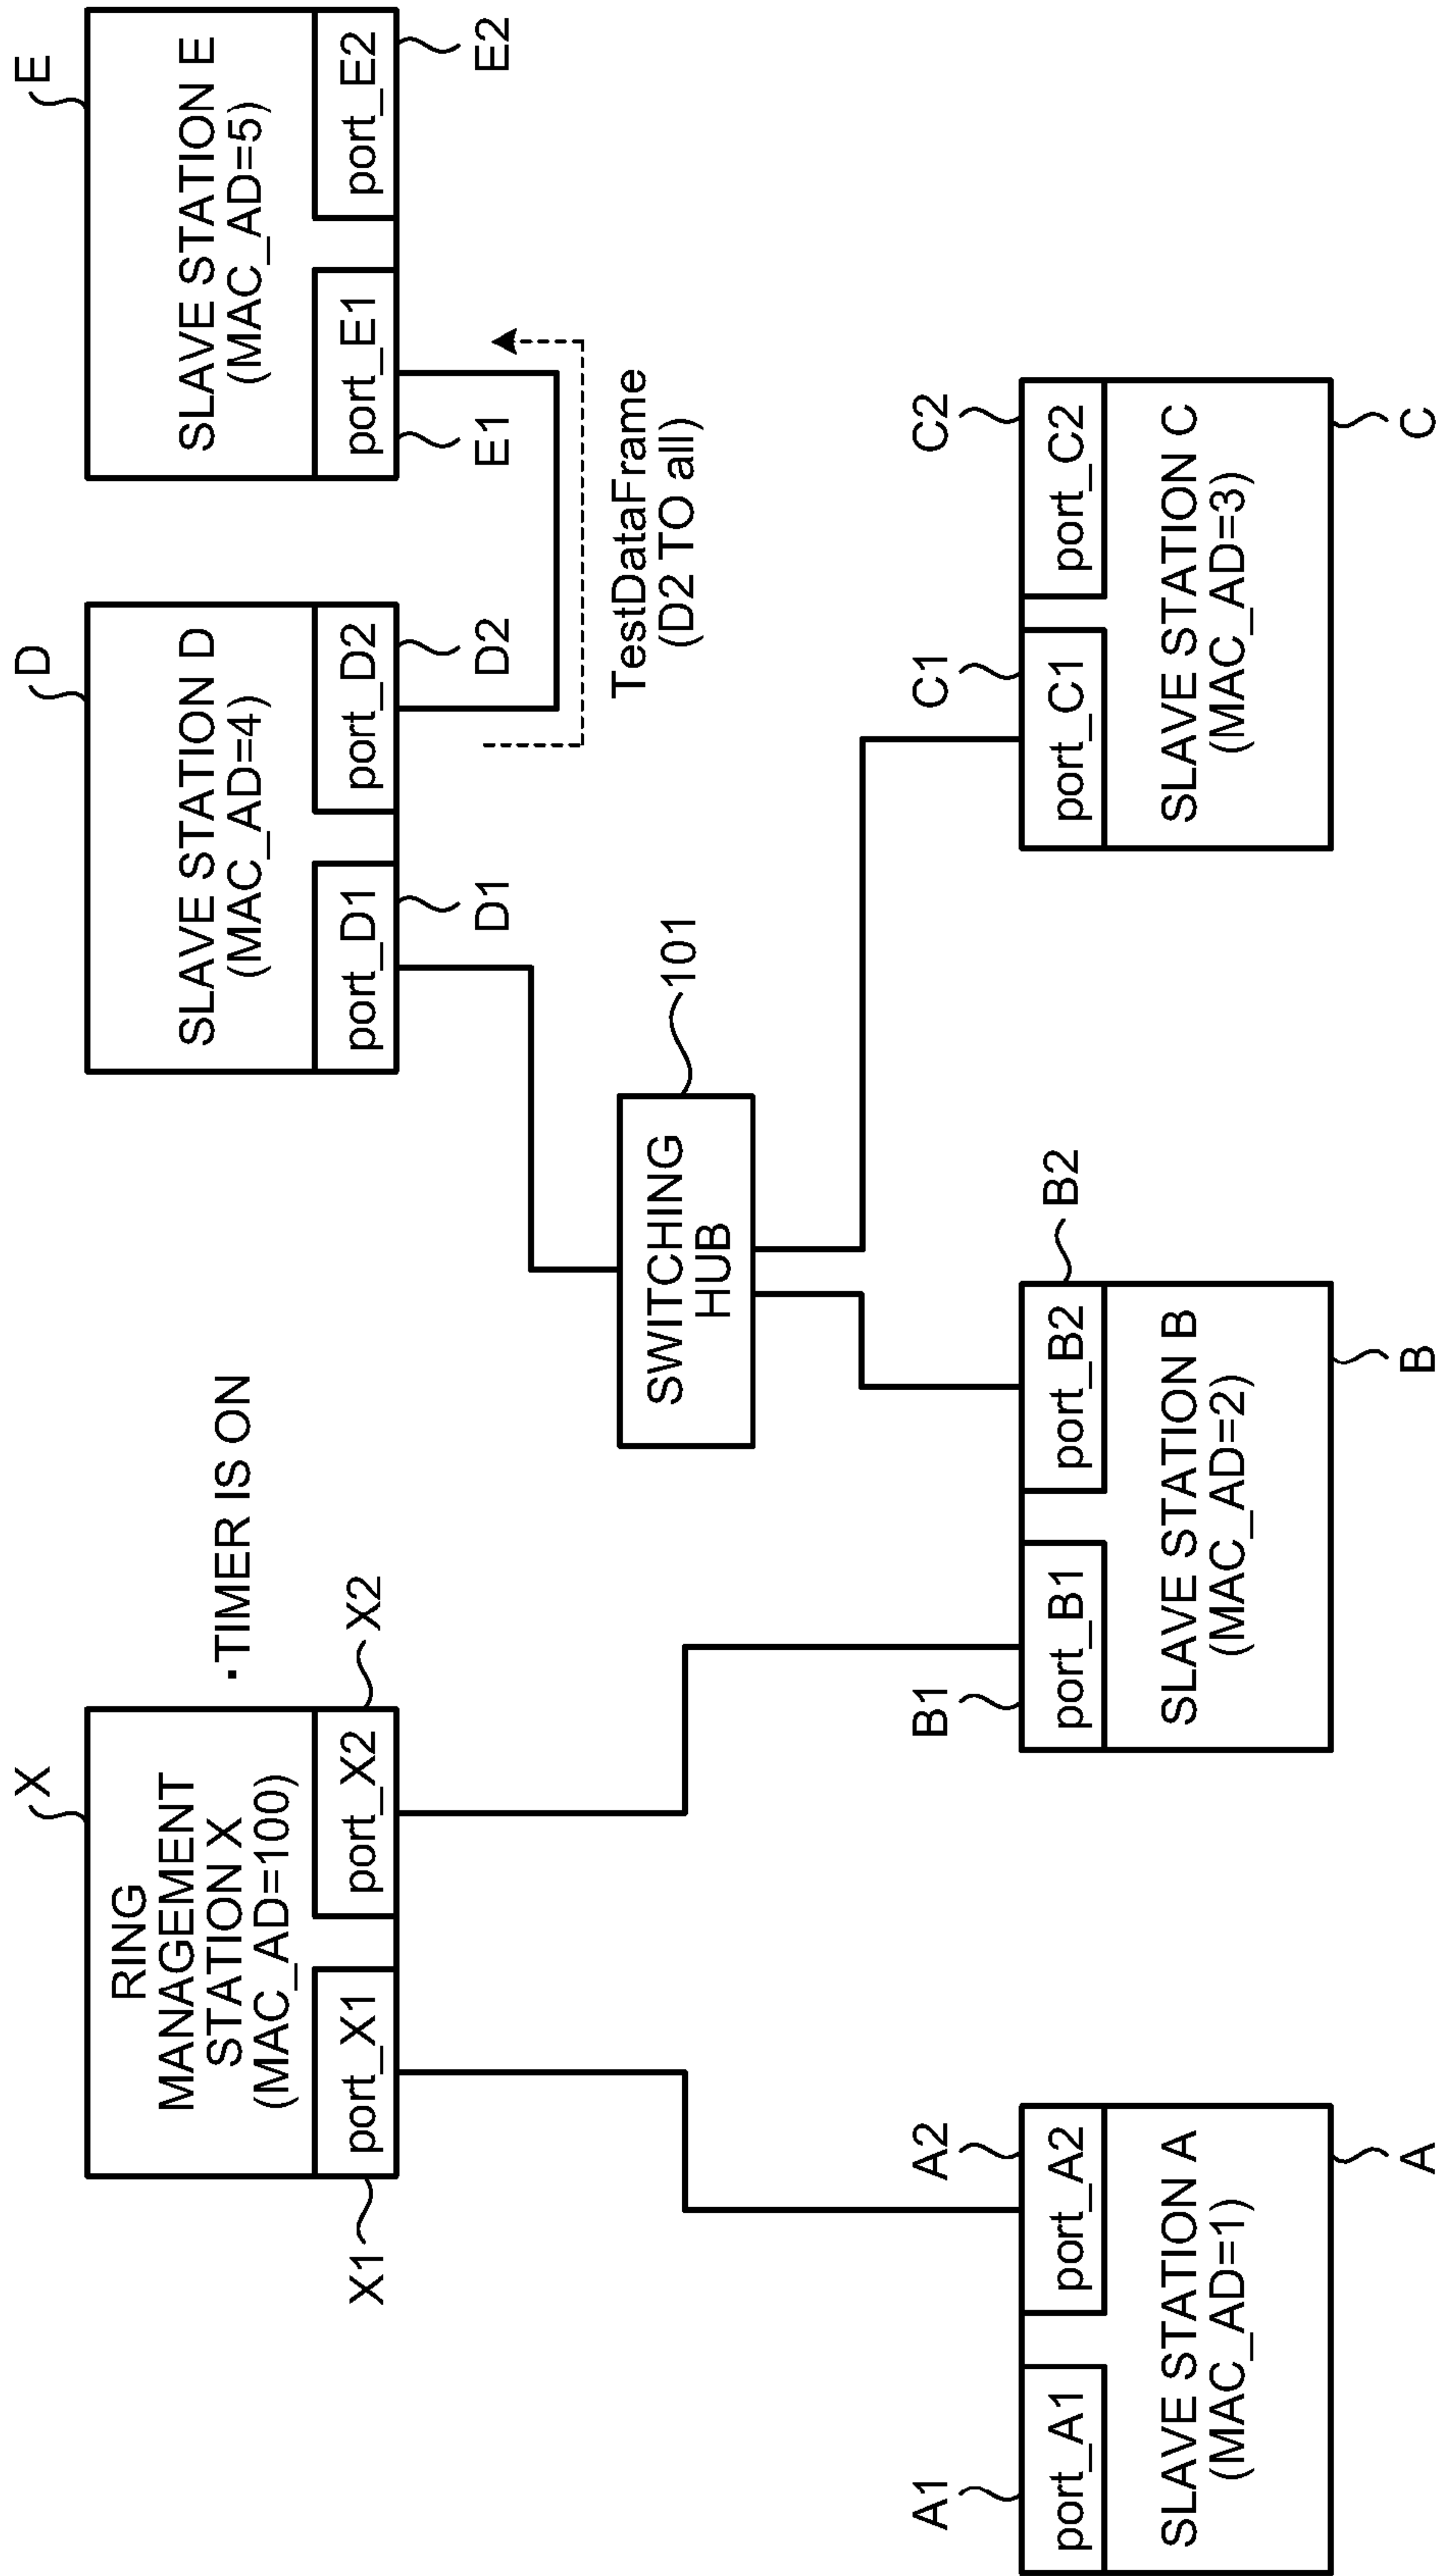 X
RING
MANAGEMENT
STATION X
(MAC_AD=100)
port_X1
port_X2
X1
X2
·TIMER IS ON
D
SLAVE STATION D
(MAC_AD=4)
port_D1
port_D2
D1
D2
E
SLAVE STATION E
(MAC_AD=5)
port_E1
port_E2
E1
E2
TestDataFrame
(D2 TO all)
SWITCHING
HUB
101
A1
A2
port_A1
port_A2
SLAVE STATION A
(MAC_AD=1)
A
B1
B2
port_B1
port_B2
SLAVE STATION B
(MAC_AD=2)
B
C1
C2
port_C1
port_C2
SLAVE STATION C
(MAC_AD=3)
C